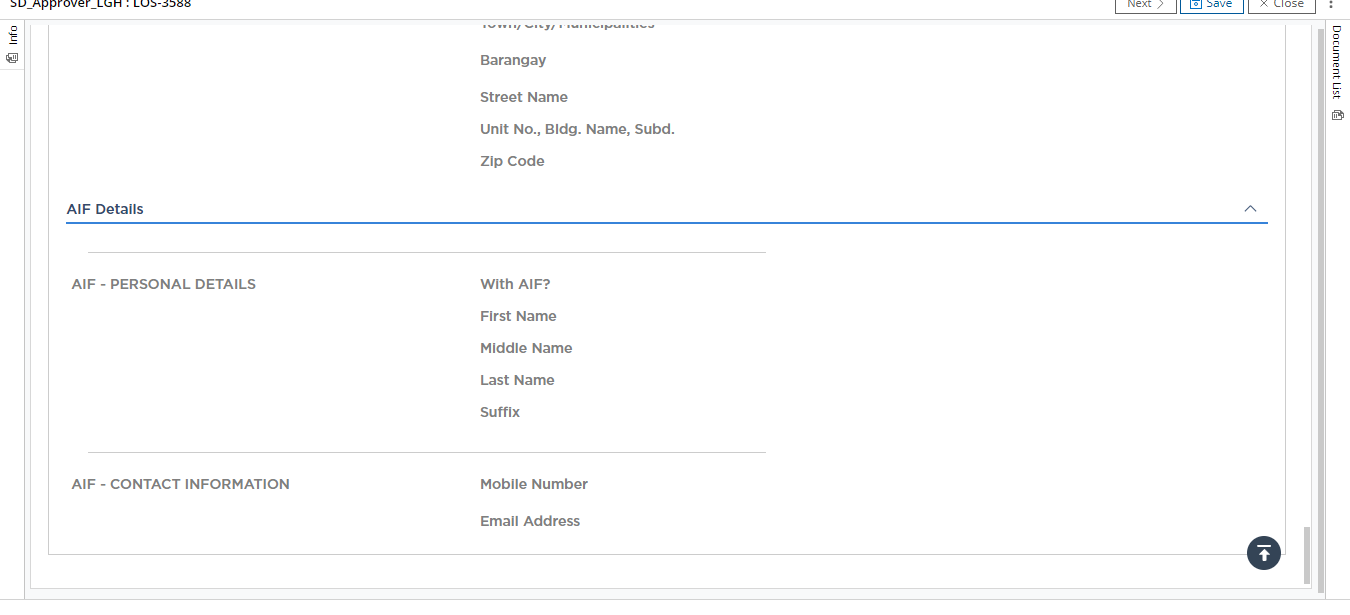 SD_Approver_LGH : LOS-3588
Next
Save
Close
Info
Document List
Town/City/Municipalities
Barangay
Street Name
Unit No., Bldg. Name, Subd.
Zip Code
AIF Details
AIF - PERSONAL DETAILS
With AIF?
First Name
Middle Name
Last Name
Suffix
AIF - CONTACT INFORMATION
Mobile Number
Email Address